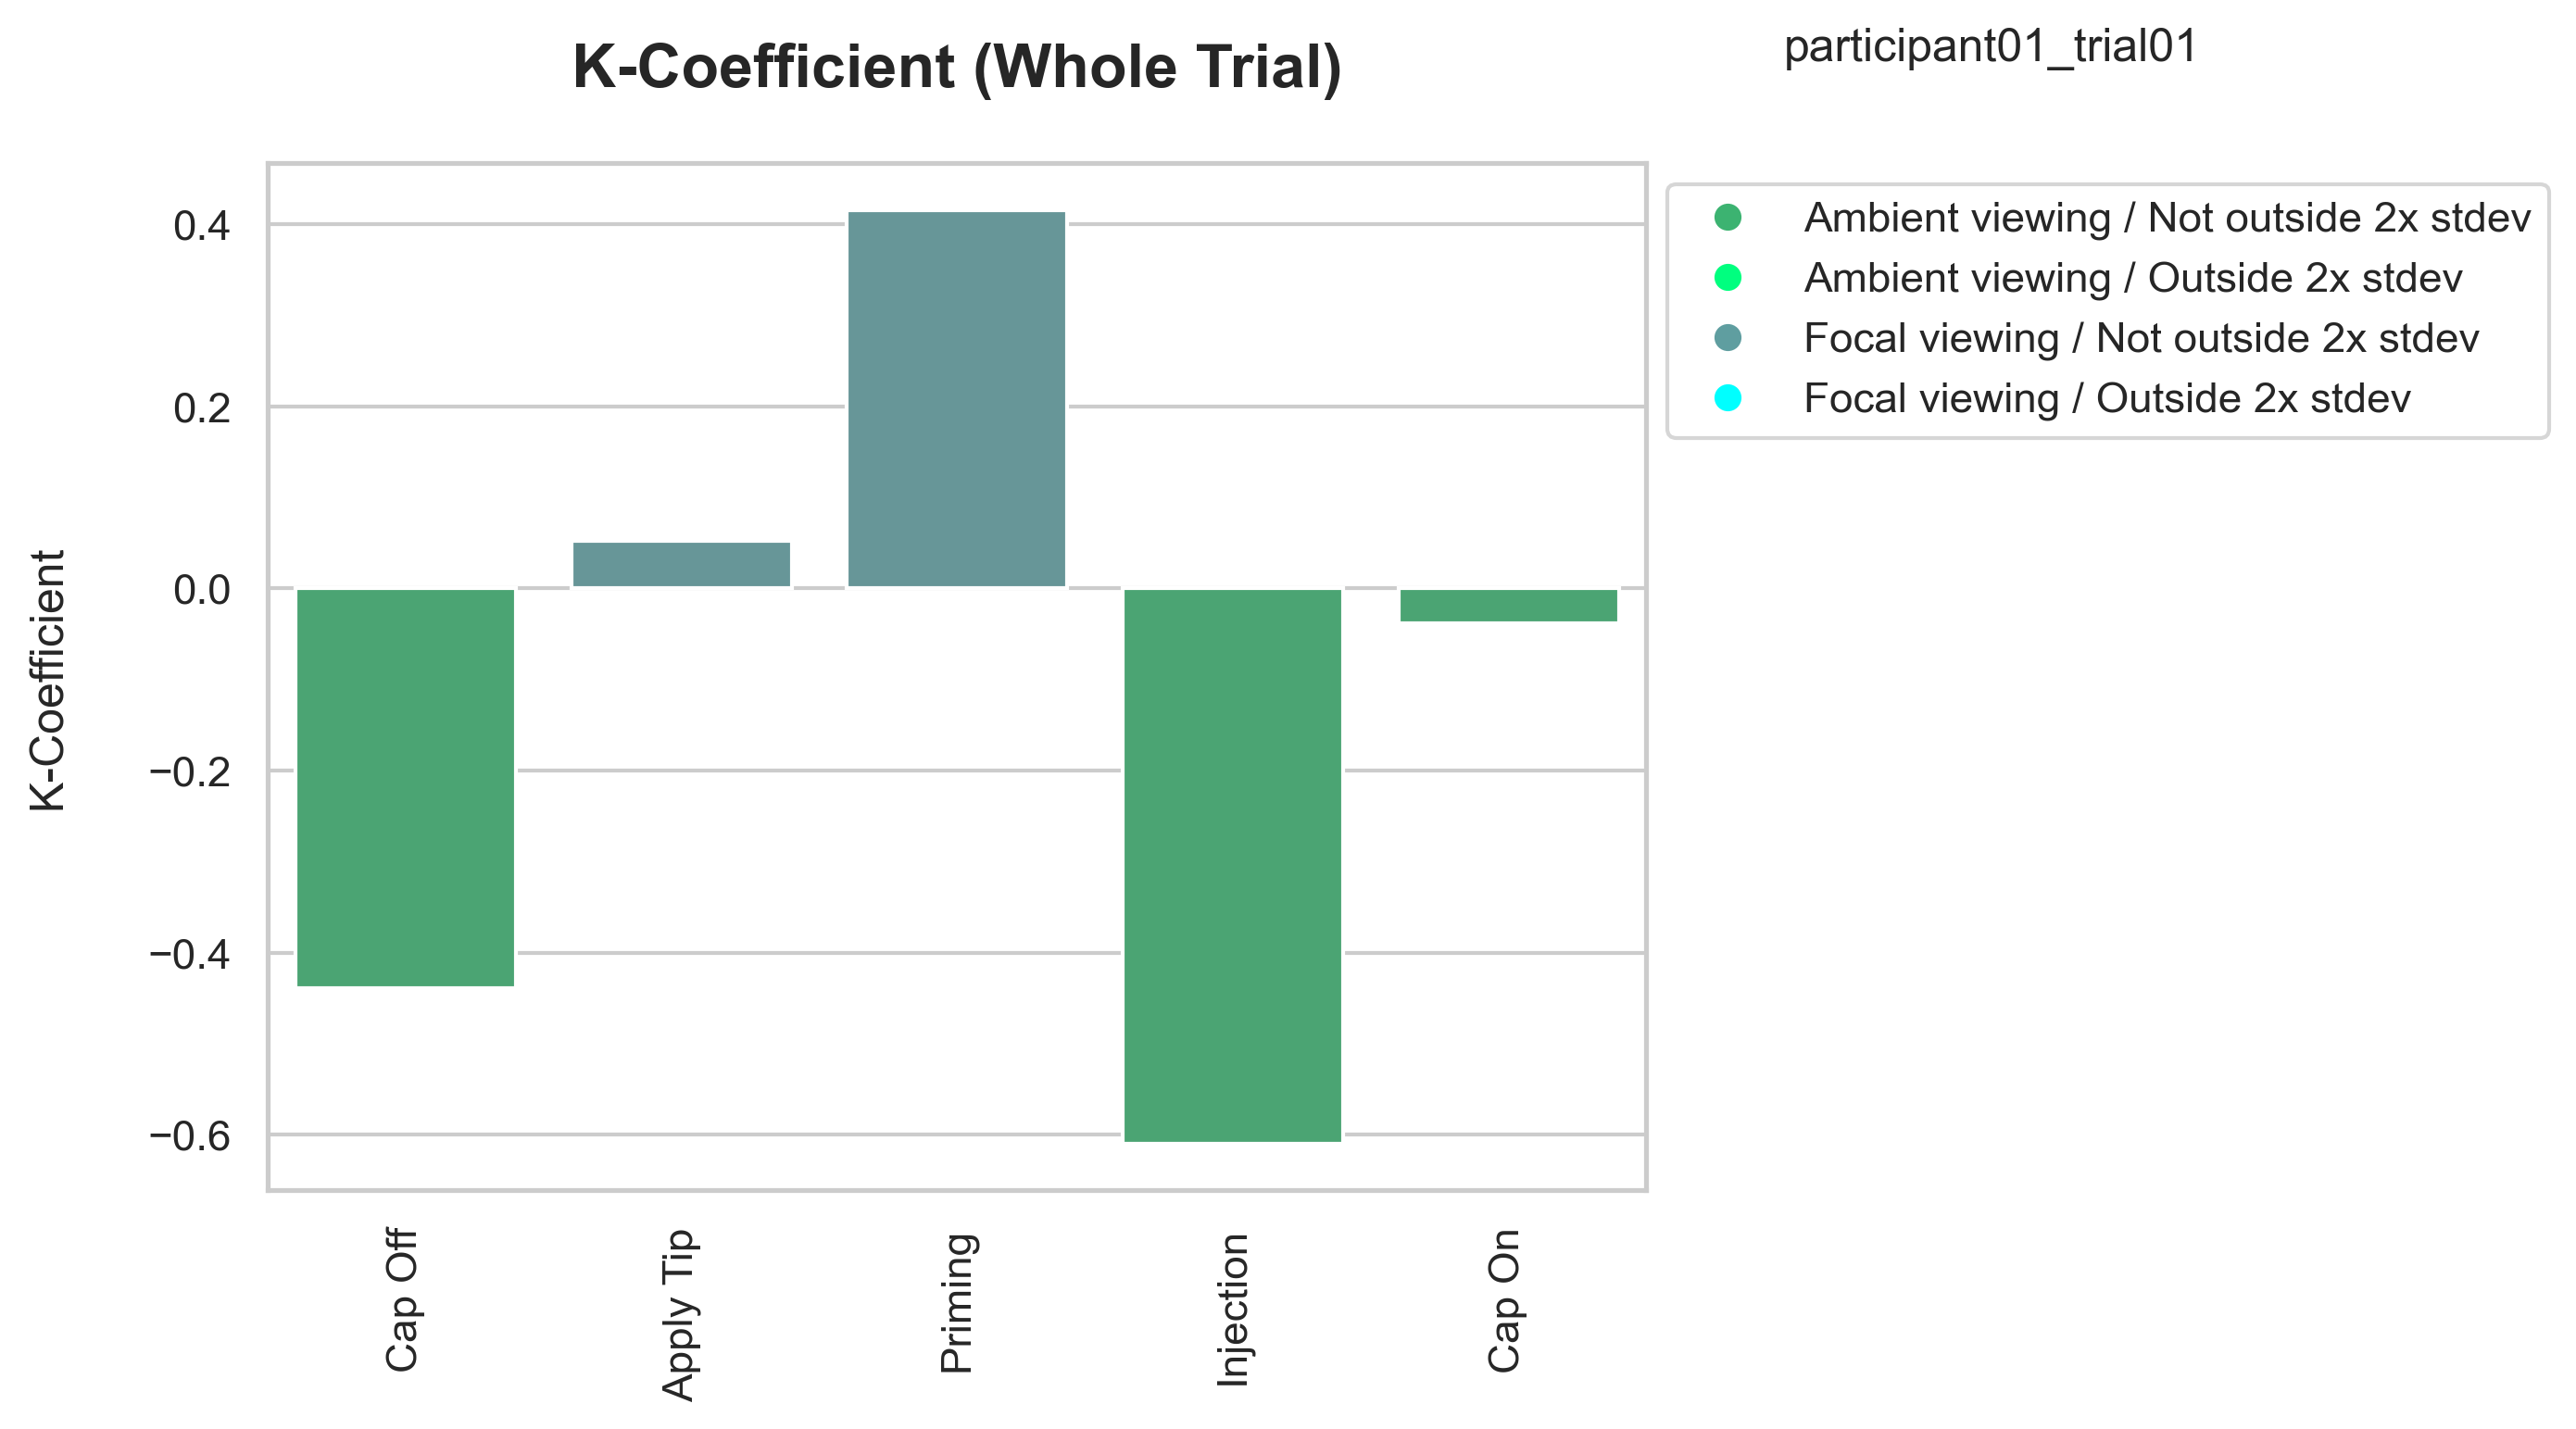 K-Coefficient (Whole Trial)
participant01_trial01
Ambient viewing / Not outside 2x stdev
Ambient viewing / Outside 2x stdev
Focal viewing / Not outside 2x stdev
Focal viewing / Outside 2x stdev
K-Coefficient
0.4
0.2
0.0
−0.2
−0.4
−0.6
Cap Off
Apply Tip
Priming
Injection
Cap On